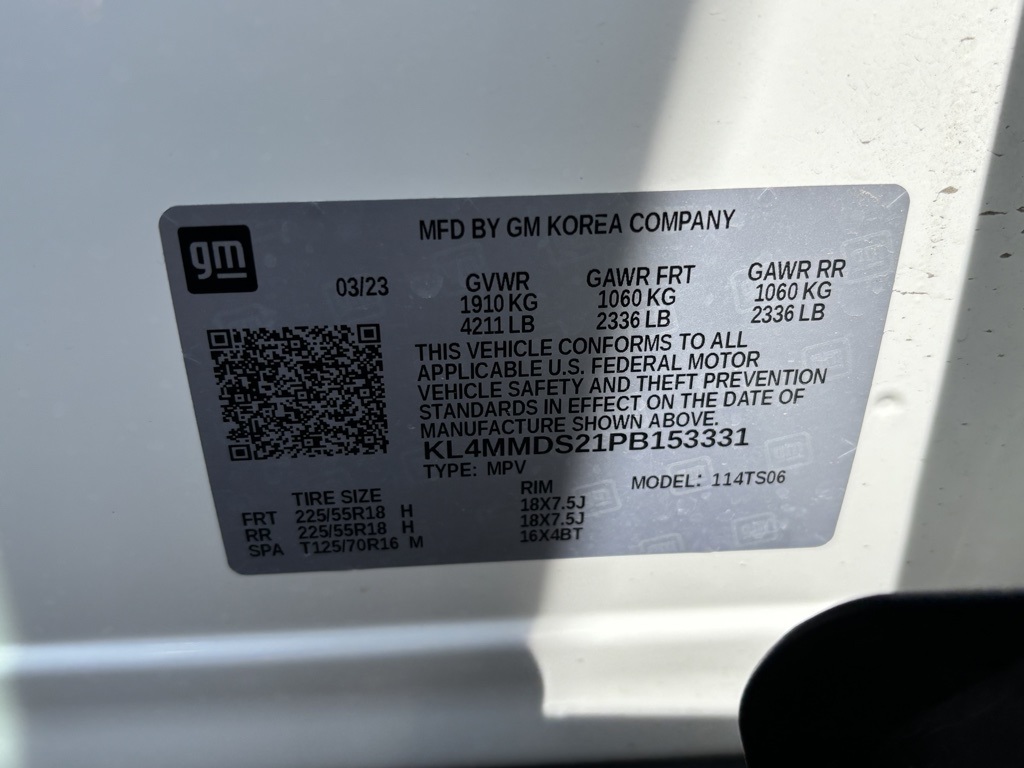 gm
MFD BY GM KOREA COMPANY
03/23
GVWR GAWR FRT GAWR RR
1910 KG 1060 KG 1060 KG
4211 LB 2336 LB 2336 LB
THIS VEHICLE CONFORMS TO ALL
APPLICABLE U.S. FEDERAL MOTOR
VEHICLE SAFETY AND THEFT PREVENTION
STANDARDS IN EFFECT ON THE DATE OF
MANUFACTURE SHOWN ABOVE.
KL4MMDS21PB153331
TYPE: MPV MODEL: 114TS06
TIRE SIZE RIM
FRT 225/55R18 H 18X7.5J
RR 225/55R18 H 18X7.5J
SPA T125/70R16 M 16X4BT